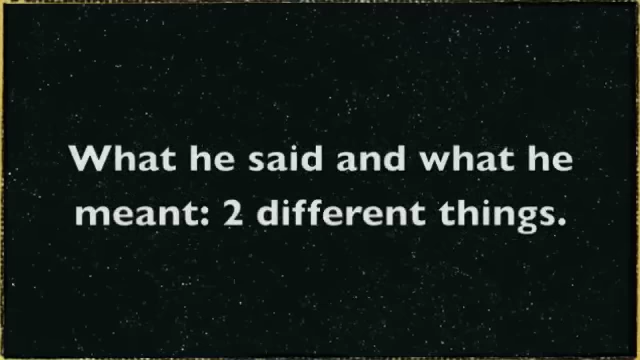 What he said and what he
meant: 2 different things.